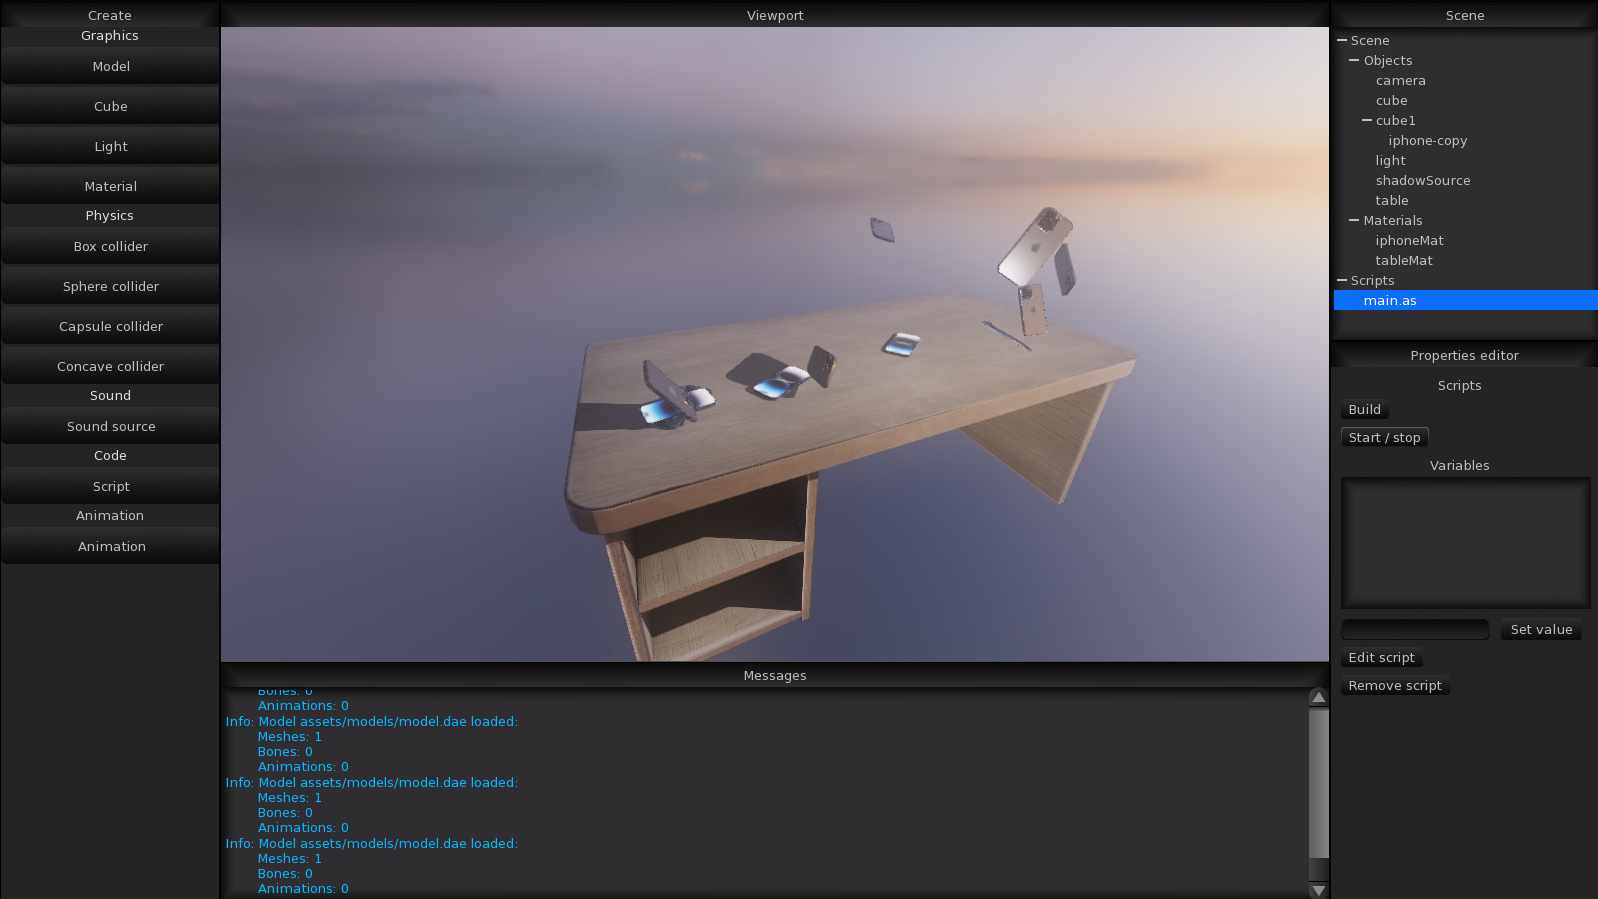 Create
Graphics
Model
Cube
Light
Material
Physics
Box collider
Sphere collider
Capsule collider
Concave collider
Sound
Sound source
Code
Script
Animation
Animation
Viewport
Messages
Bones: 0
Animations: 0
Info: Model assets/models/model.dae loaded:
Meshes: 1
Bones: 0
Animations: 0
Info: Model assets/models/model.dae loaded:
Meshes: 1
Bones: 0
Animations: 0
Info: Model assets/models/model.dae loaded:
Meshes: 1
Bones: 0
Animations: 0
Scene
Scene
Objects
camera
cube
cube1
iphone-copy
light
shadowSource
table
Materials
iphoneMat
tableMat
Scripts
main.as
Properties editor
Scripts
Build
Start / stop
Variables
Set value
Edit script
Remove script